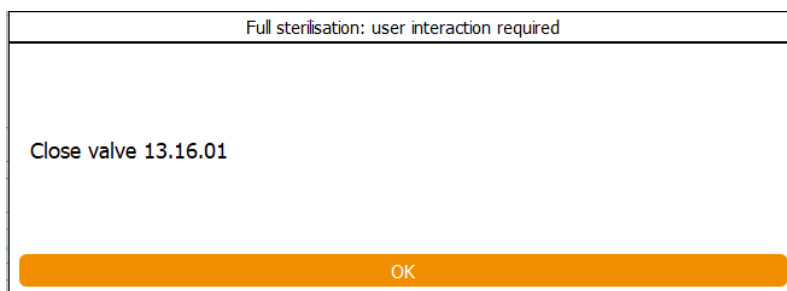 Full sterilisation: user interaction required
Close valve 13.16.01
OK